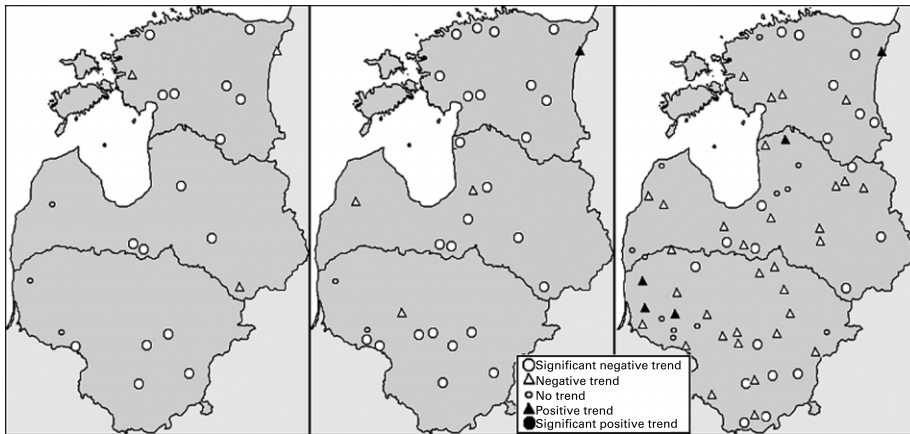 Significant negative trend
Negative trend
No trend
Positive trend
Significant positive trend